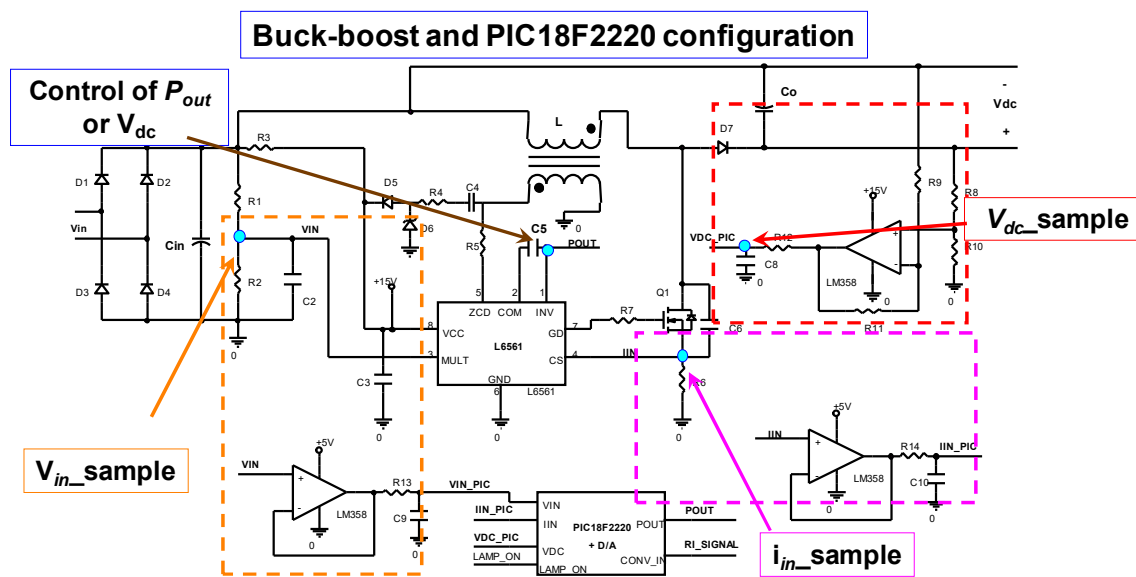 Buck-boost and PIC18F2220 configuration
Control of Pout
or Vdc
Co
-
Vdc
+
L
R3
D7
D1
D2
D5
R4
C4
R9
R8
R1
+15V
Vin
Cin
VIN
D6
C5
POUT
VDC_PIC
R12
Vdc_sample
R5
0
R10
R2
+15V
C8
D3
D4
C2
5
2
1
Q1
0
LM358
0
0
ZCD
COM
INV
R7
R11
8
VCC
GD
7
C6
0
L6561
3
MULT
CS
4
IIN
C3
GND
6
L6561
R6
0
0
0
+5V
+5V
IIN
R14
IIN_PIC
Vin_sample
VIN
+
-
R13
VIN_PIC
+
-
C10
LM358
C9
VIN
POUT
LM358
0
IIN_PIC
IIN
PIC18F2220
POUT
0
0
0
VDC_PIC
VDC
+ D/A
RI_SIGNAL
iin_sample
LAMP_ON
LAMP_ON
CONV_IN